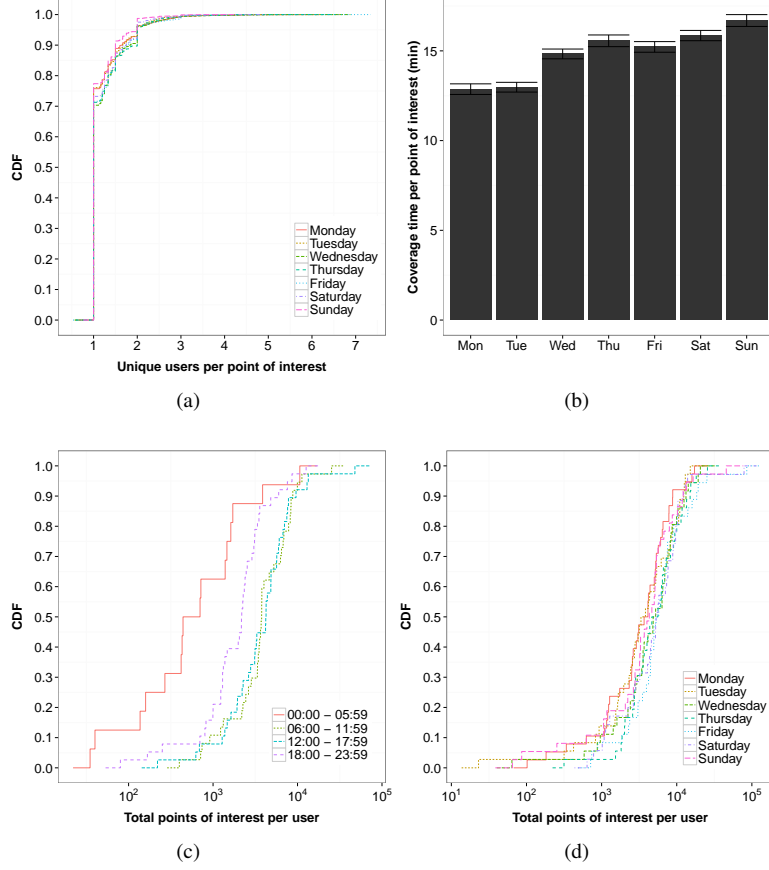 1.0
0.9
0.8
0.7
0.6
0.5
0.4
0.3
0.2
0.1
0.0
CDF
Monday
Tuesday
Wednesday
Thursday
Friday
Saturday
Sunday
1 2 3 4 5 6 7
Unique users per point of interest
(a)
15
10
5
0
Coverage time per point of interest (min)
Mon Tue Wed Thu Fri Sat Sun
(b)
1.0
0.9
0.8
0.7
0.6
0.5
0.4
0.3
0.2
0.1
0.0
CDF
00:00 – 05:59
06:00 – 11:59
12:00 – 17:59
18:00 – 23:59
10^2 10^3 10^4 10^5
Total points of interest per user
(c)
1.0
0.9
0.8
0.7
0.6
0.5
0.4
0.3
0.2
0.1
0.0
CDF
Monday
Tuesday
Wednesday
Thursday
Friday
Saturday
Sunday
10^1 10^2 10^3 10^4 10^5
Total points of interest per user
(d)